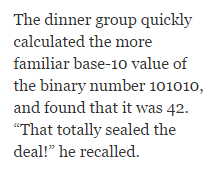 The dinner group quickly
calculated the more
familiar base-10 value of
the binary number 101010,
and found that it was 42.
“That totally sealed the
deal!” he recalled.